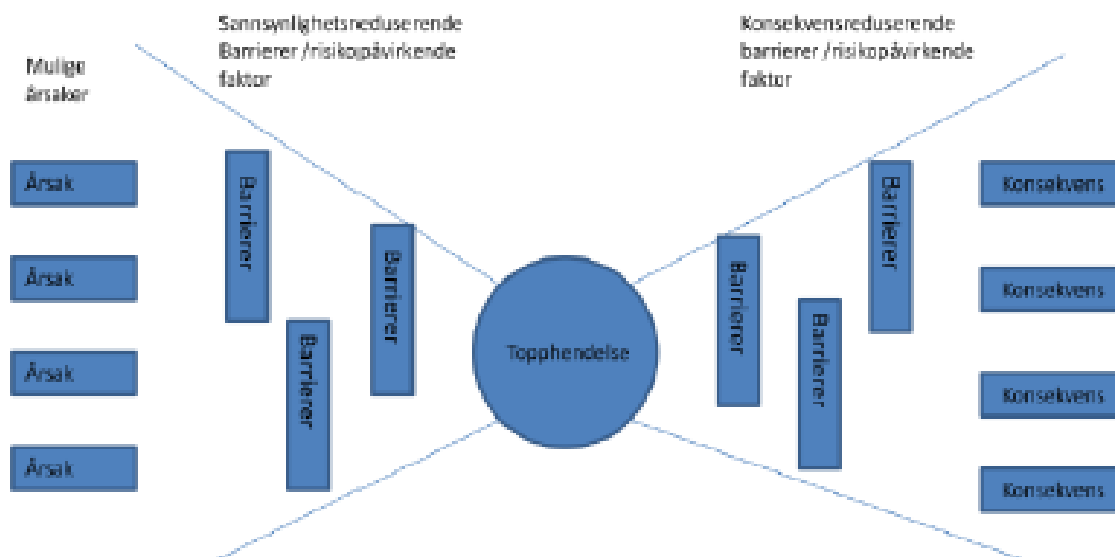 Mulige
årsaker
Sannsynlighetsreduserende
Barrierer /risikopåvirkende
faktor
Konsekvensreduserende
barrierer /risikopåvirkende
faktor
Årsak
Årsak
Årsak
Årsak
Barrierer
Barrierer
Barrierer
Topphendelse
Barrierer
Barrierer
Barrierer
Konsekvens
Konsekvens
Konsekvens
Konsekvens